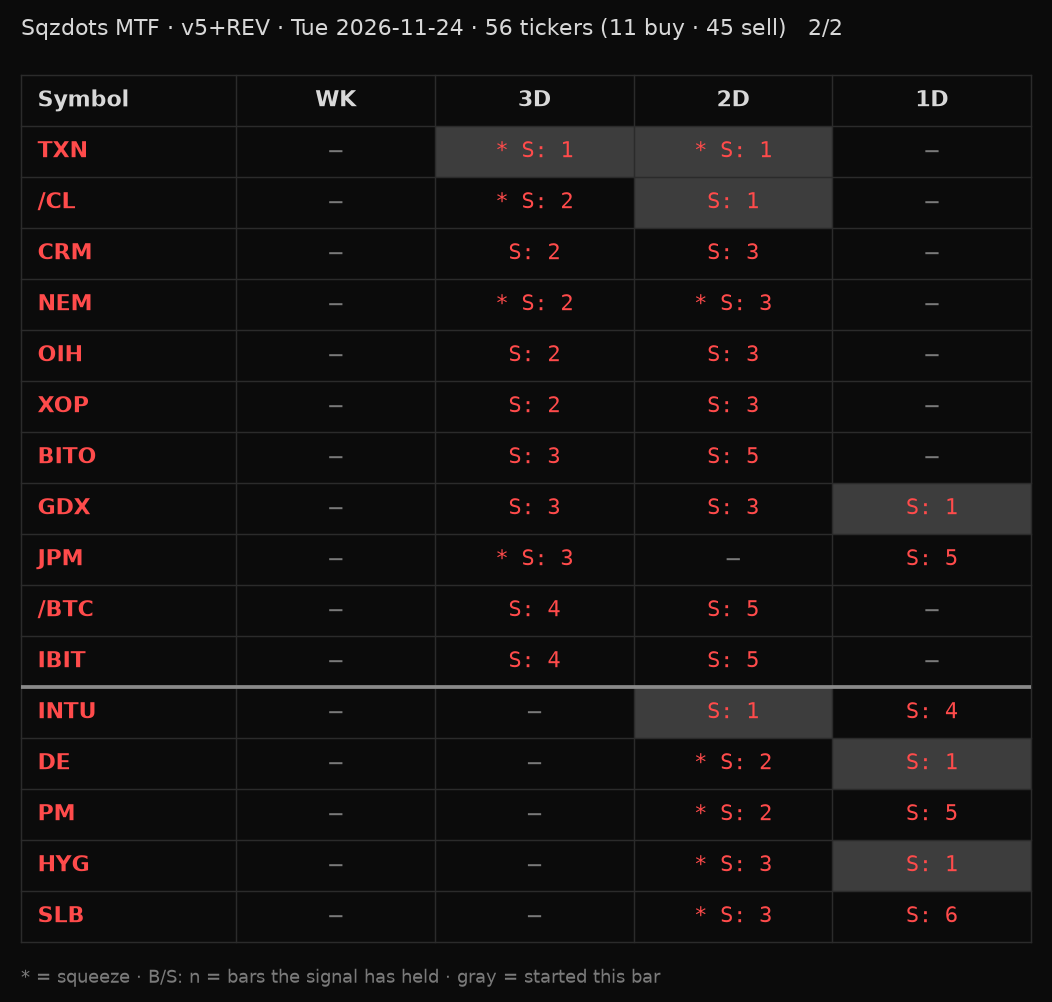 Sqzdots MTF · v5+REV · Tue 2026-11-24 · 56 tickers (11 buy · 45 sell)   2/2
Symbol WK 3D 2D 1D
TXN – * S: 1 * S: 1 –
/CL – * S: 2 S: 1 –
CRM – S: 2 S: 3 –
NEM – * S: 2 * S: 3 –
OIH – S: 2 S: 3 –
XOP – S: 2 S: 3 –
BITO – S: 3 S: 5 –
GDX – S: 3 S: 3 S: 1
JPM – * S: 3 – S: 5
/BTC – S: 4 S: 5 –
IBIT – S: 4 S: 5 –
INTU – – S: 1 S: 4
DE – – * S: 2 S: 1
PM – – * S: 2 S: 5
HYG – – * S: 3 S: 1
SLB – – * S: 3 S: 6
* = squeeze · B/S: n = bars the signal has held · gray = started this bar